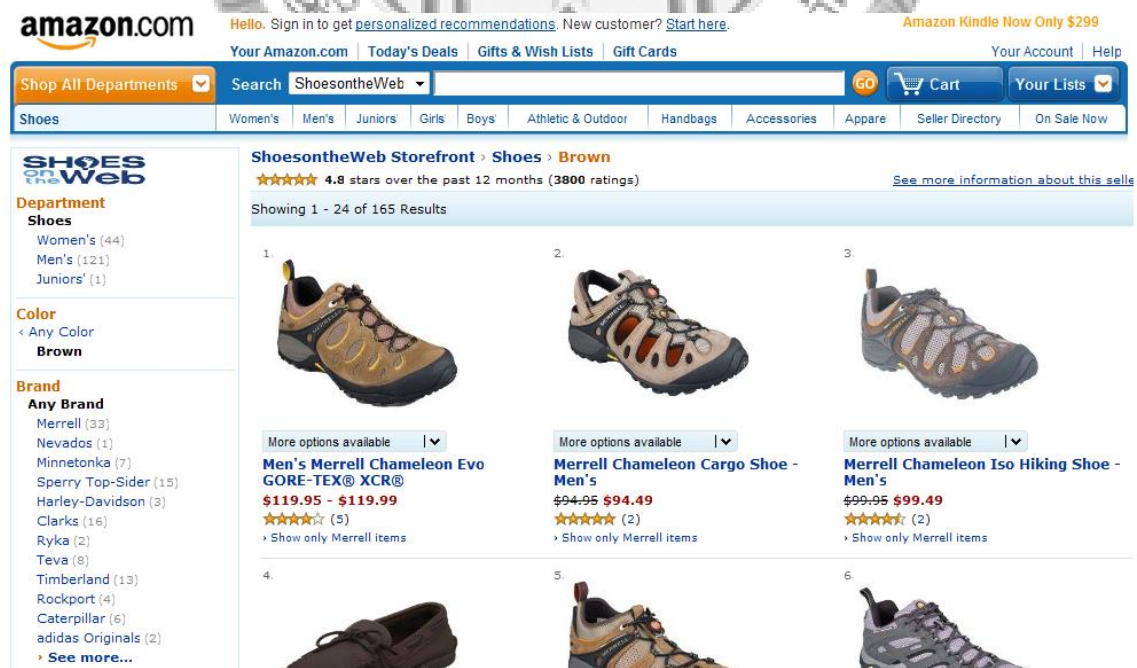 amazon.com
Hello. Sign in to get personalized recommendations. New customer? Start here.
Amazon Kindle Now Only $299
Your Amazon.com | Today's Deals | Gifts & Wish Lists | Gift Cards
Your Account | Help
Shop All Departments
Search ShoesontheWeb GO
Cart
Your Lists
Shoes
Women's Men's Juniors' Girls' Boys' Athletic & Outdoor Handbags Accessories Appare Seller Directory On Sale Now
SHOES
on the Web
Department
Shoes
Women's (44)
Men's (121)
Juniors' (1)
Color
‹ Any Color
Brown
Brand
Any Brand
Merrell (33)
Nevados (1)
Minnetonka (7)
Sperry Top-Sider (15)
Harley-Davidson (3)
Clarks (16)
Ryka (2)
Teva (8)
Timberland (13)
Rockport (4)
Caterpillar (6)
adidas Originals (2)
› See more...
ShoesontheWeb Storefront › Shoes › Brown
4.8 stars over the past 12 months (3800 ratings)
See more information about this selle
Showing 1 - 24 of 165 Results
1.
More options available
Men's Merrell Chameleon Evo
GORE-TEX® XCR®
$119.95 - $119.99
(5)
› Show only Merrell items
2.
More options available
Merrell Chameleon Cargo Shoe -
Men's
$94.95 $94.49
(2)
› Show only Merrell items
3.
More options available
Merrell Chameleon Iso Hiking Shoe -
Men's
$99.95 $99.49
(2)
› Show only Merrell items
4.
5.
6.